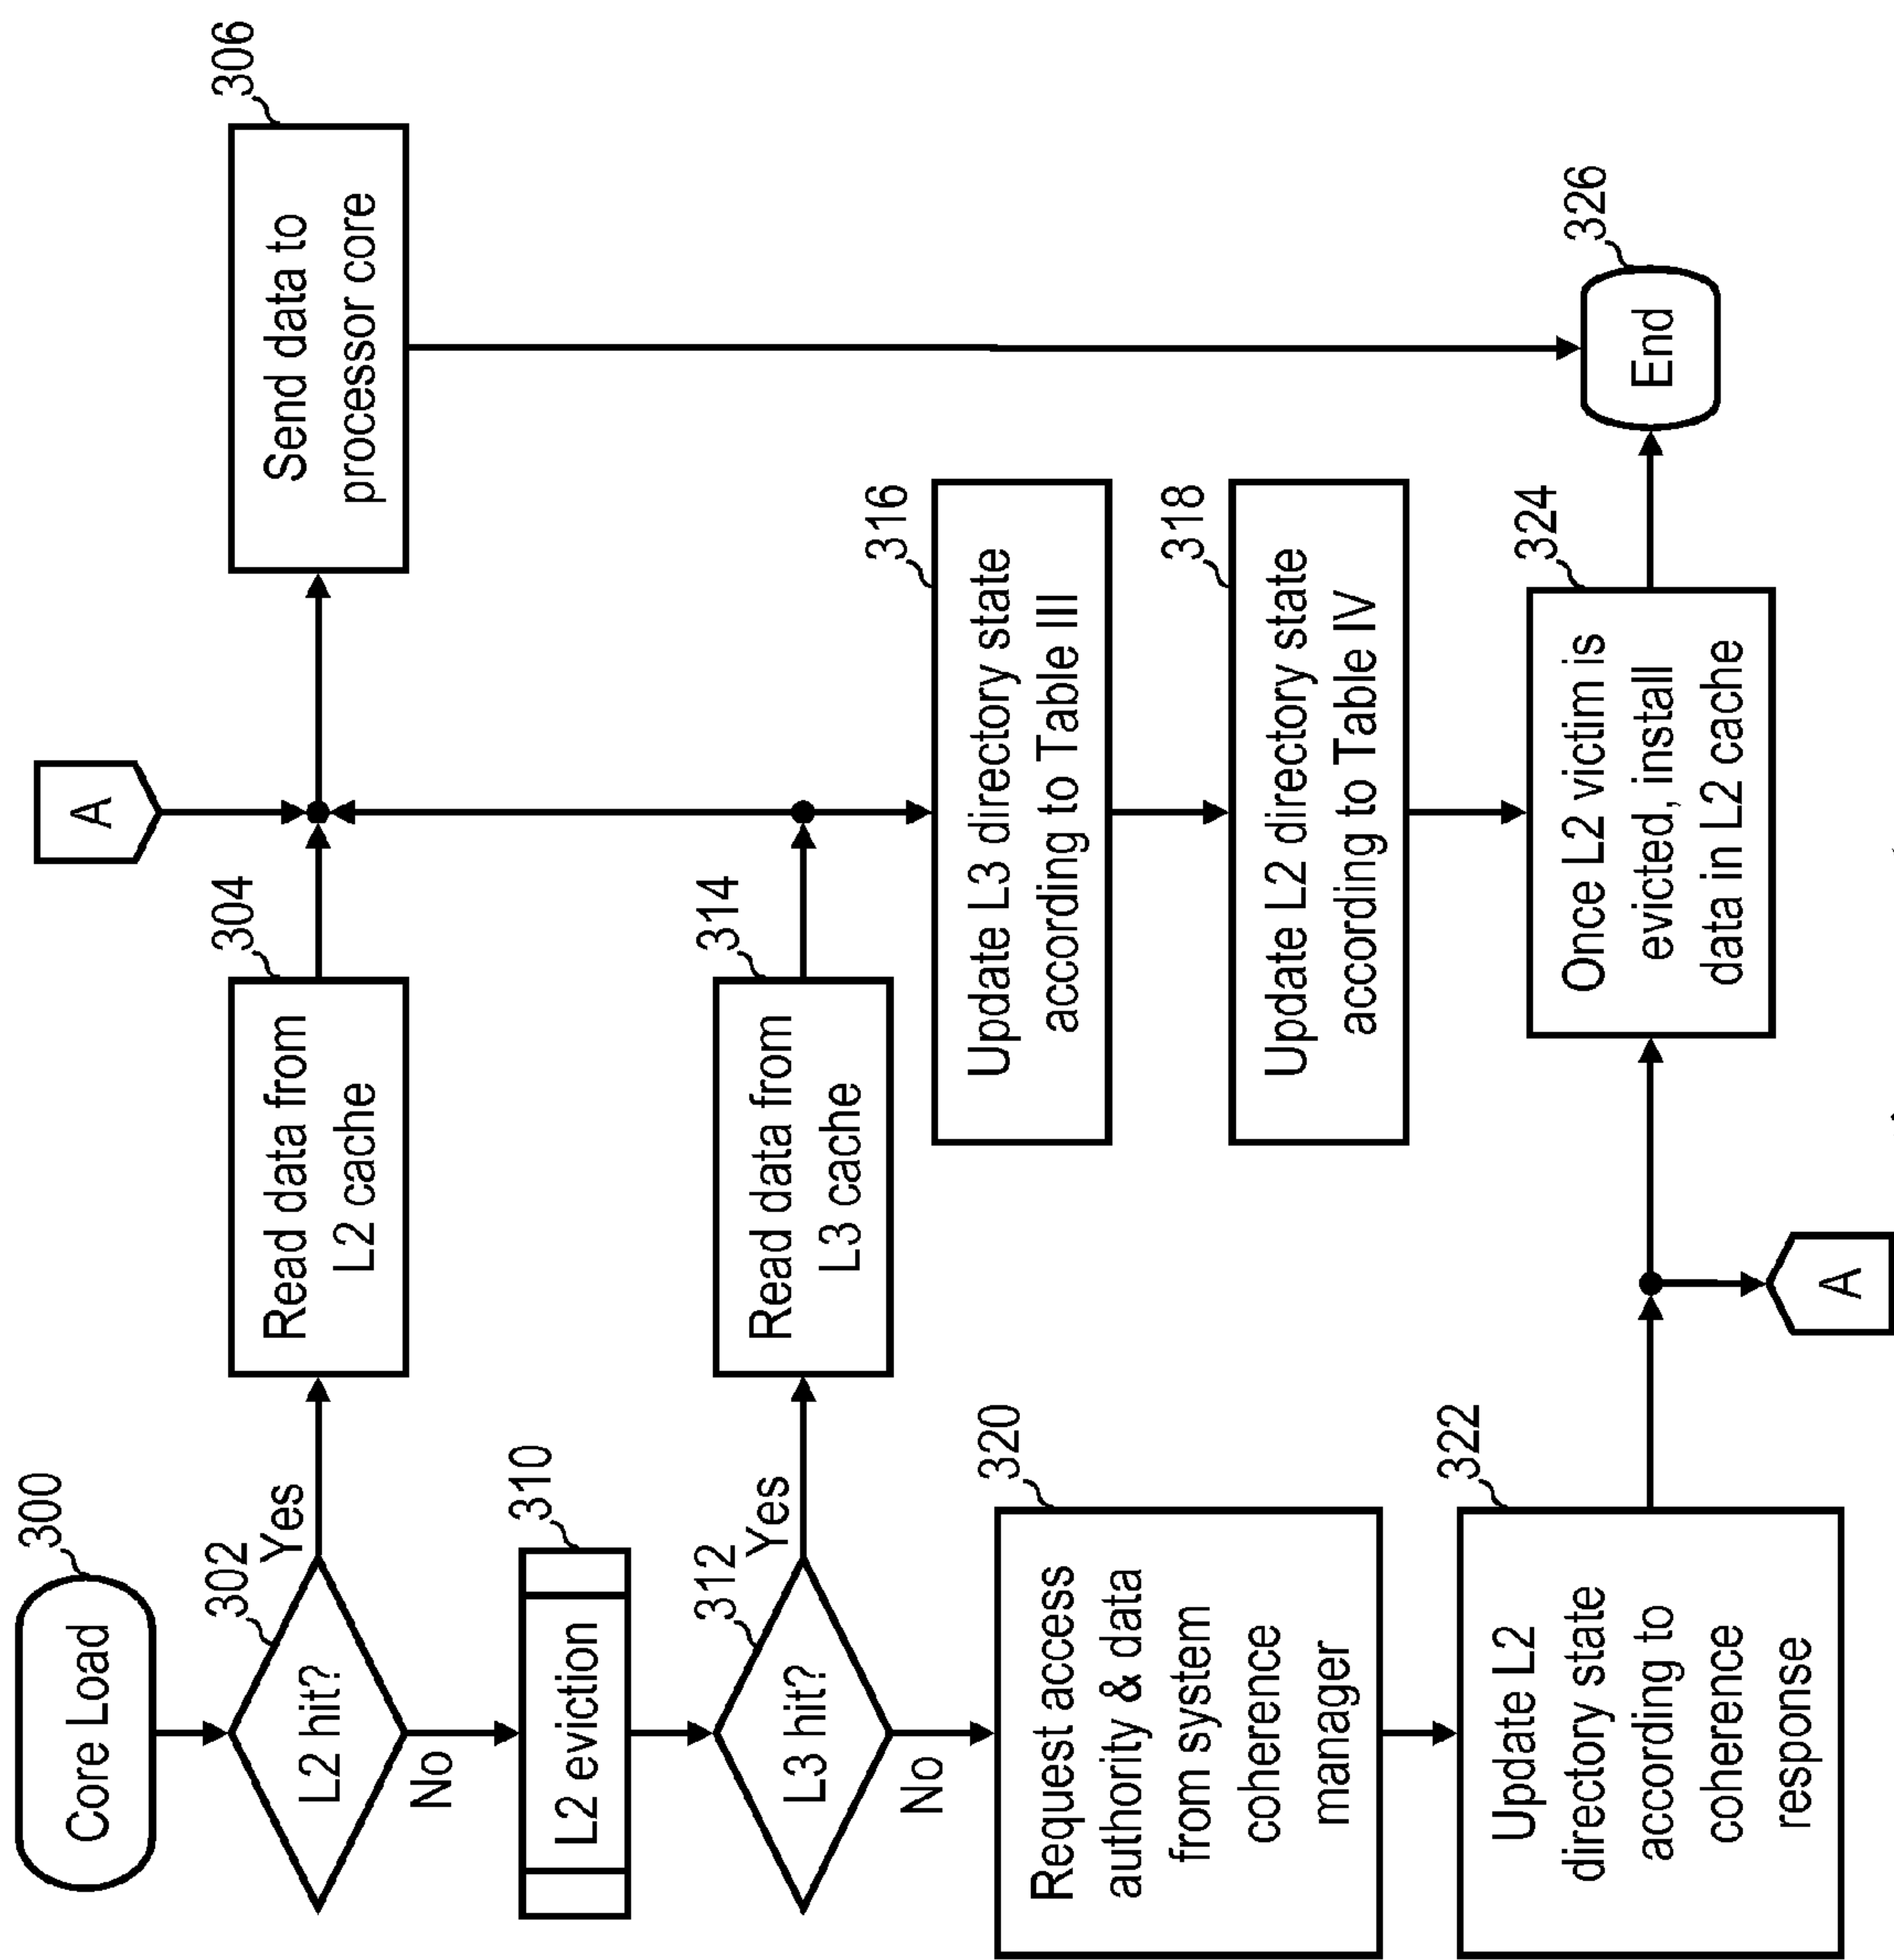 300
Core Load
302
L2 hit?
Yes
No
304
Read data from
L2 cache
A
306
Send data to
processor core
310
L2 eviction
312
L3 hit?
Yes
No
314
Read data from
L3 cache
316
Update L3 directory state
according to Table III
318
Update L2 directory state
according to Table IV
320
Request access
authority & data
from system
coherence
manager
322
Update L2
directory state
according to
coherence
response
A
324
Once L2 victim is
evicted, install
data in L2 cache
326
End